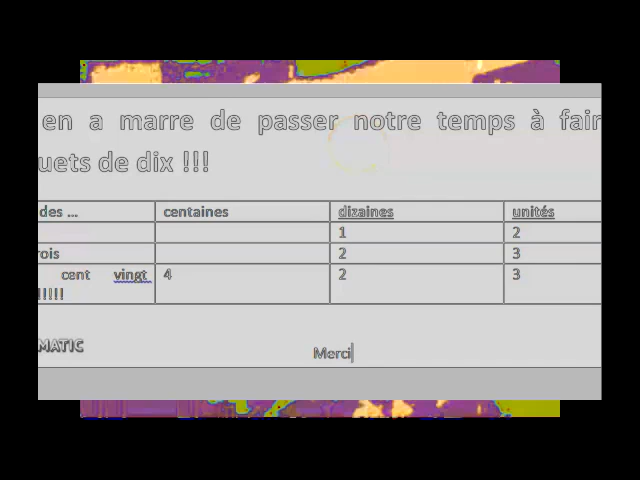 en a marre de passer notre temps à fair
uets de dix !!!
des ... centaines dizaines unités
1 2
rois 2 3
cent vingt 4 2 3
!!!!!!
MATIC
Merci